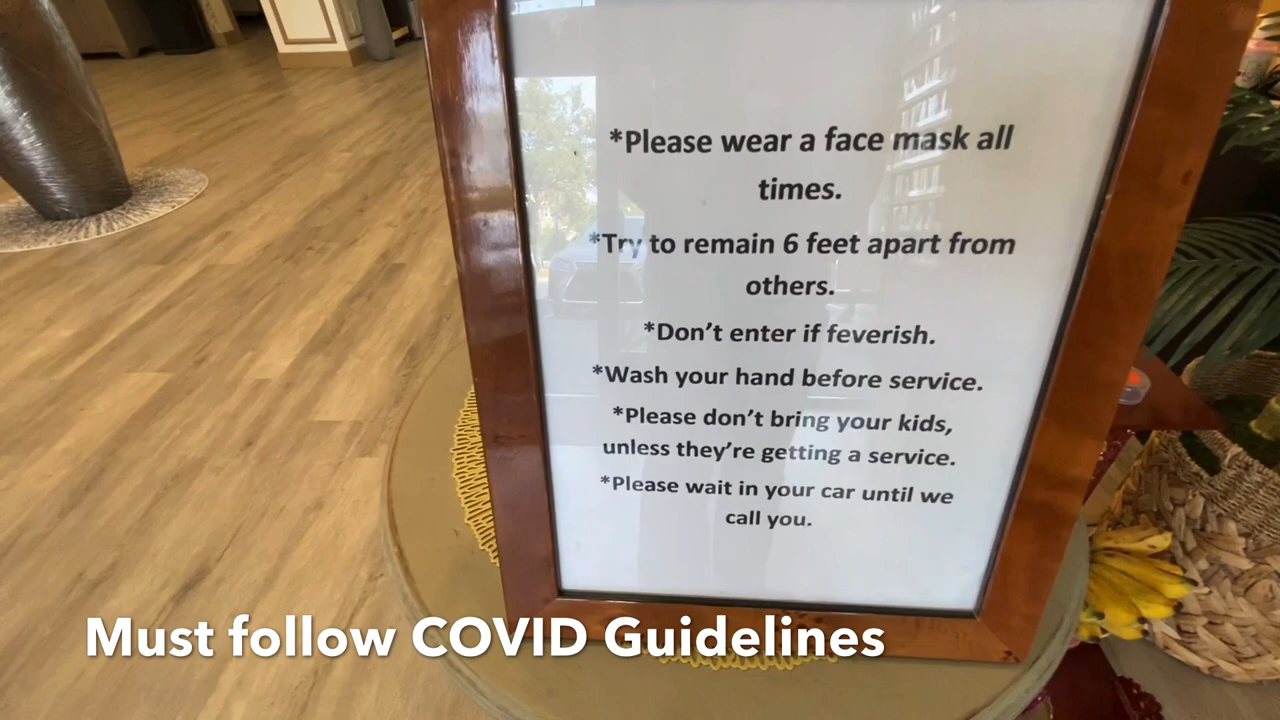 *Please wear a face mask all
times.
*Try to remain 6 feet apart from
others.
*Don't enter if feverish.
*Wash your hand before service.
*Please don't bring your kids,
unless they're getting a service.
*Please wait in your car until we
call you.
Must follow COVID Guidelines